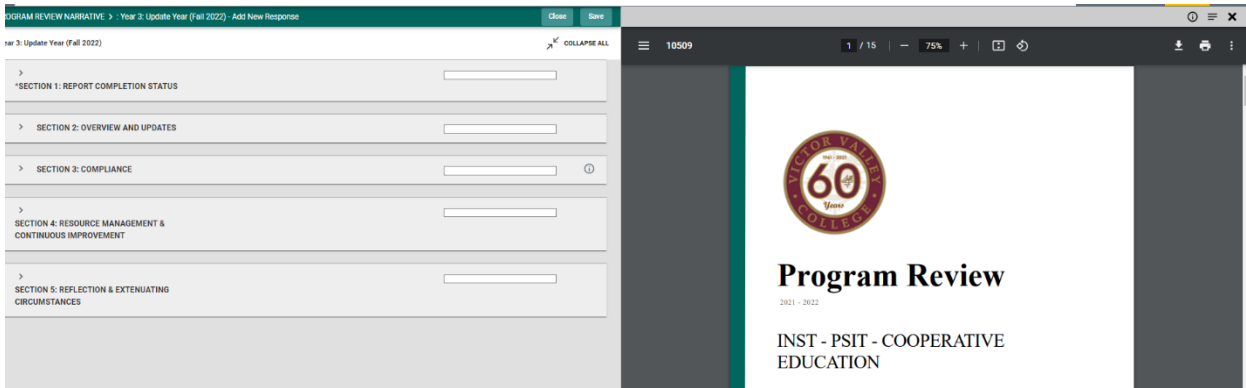 OGRAM REVIEW NARRATIVE > : Year 3: Update Year (Fall 2022) - Add New Response
Close
Save
ear 3: Update Year (Fall 2022)
COLLAPSE ALL
*SECTION 1: REPORT COMPLETION STATUS
SECTION 2: OVERVIEW AND UPDATES
SECTION 3: COMPLIANCE
SECTION 4: RESOURCE MANAGEMENT &
CONTINUOUS IMPROVEMENT
SECTION 5: REFLECTION & EXTENUATING
CIRCUMSTANCES
10509
1 / 15
75%
VICTOR VALLEY
1961 - 2021
60
Years
COLLEGE
Program Review
2021 - 2022
INST - PSIT - COOPERATIVE
EDUCATION